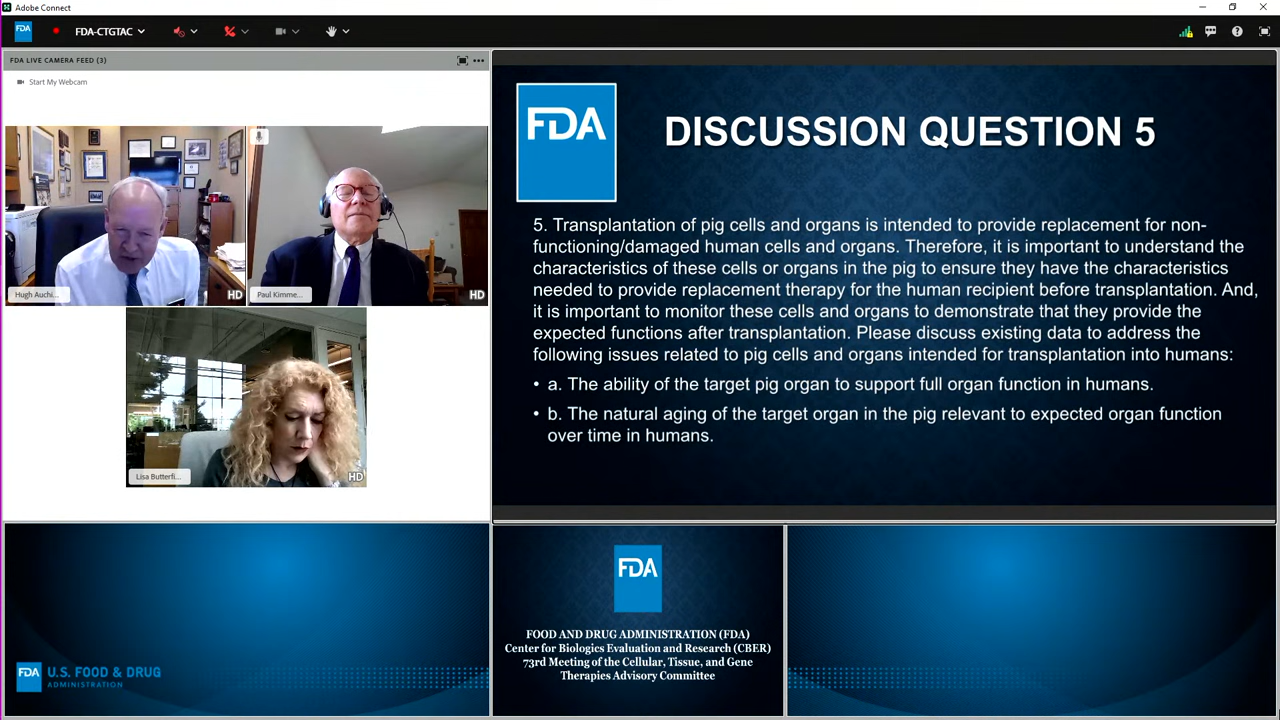 Adobe Connect
FDA
FDA-CTGTAC
FDA LIVE CAMERA FEED (3)
Start My Webcam
Hugh Auchi...
HD
Paul Kimme...
HD
Lisa Butterfi...
HD
FDA
DISCUSSION QUESTION 5
5. Transplantation of pig cells and organs is intended to provide replacement for non-
functioning/damaged human cells and organs. Therefore, it is important to understand the
characteristics of these cells or organs in the pig to ensure they have the characteristics
needed to provide replacement therapy for the human recipient before transplantation. And,
it is important to monitor these cells and organs to demonstrate that they provide the
expected functions after transplantation. Please discuss existing data to address the
following issues related to pig cells and organs intended for transplantation into humans:
• a. The ability of the target pig organ to support full organ function in humans.
• b. The natural aging of the target organ in the pig relevant to expected organ function
over time in humans.
FDA
U.S. FOOD & DRUG
ADMINISTRATION
FDA
FOOD AND DRUG ADMINISTRATION (FDA)
Center for Biologics Evaluation and Research (CBER)
73rd Meeting of the Cellular, Tissue, and Gene
Therapies Advisory Committee